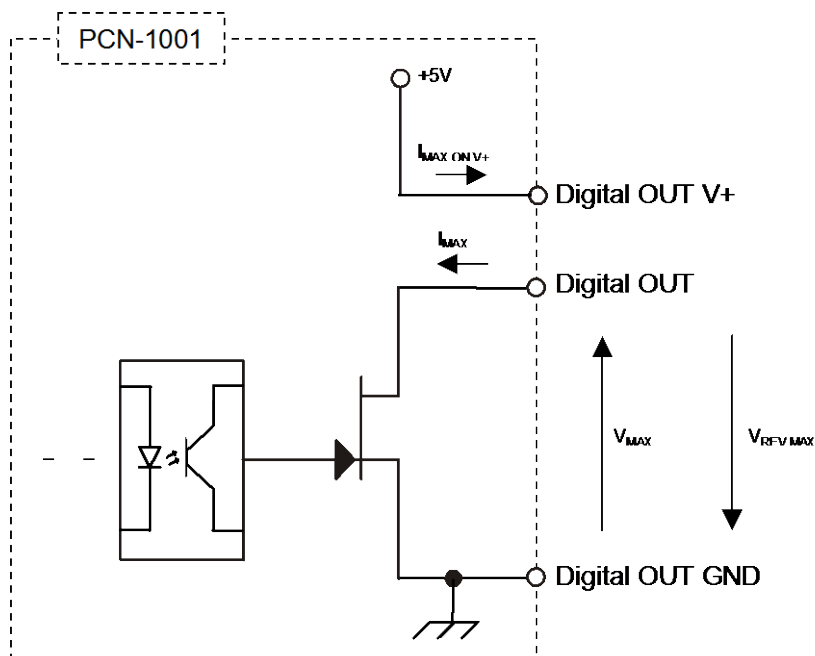 PCN-1001
+5V
IMAX ON V+
Digital OUT V+
IMAX
Digital OUT
VMAX
VREV MAX
Digital OUT GND